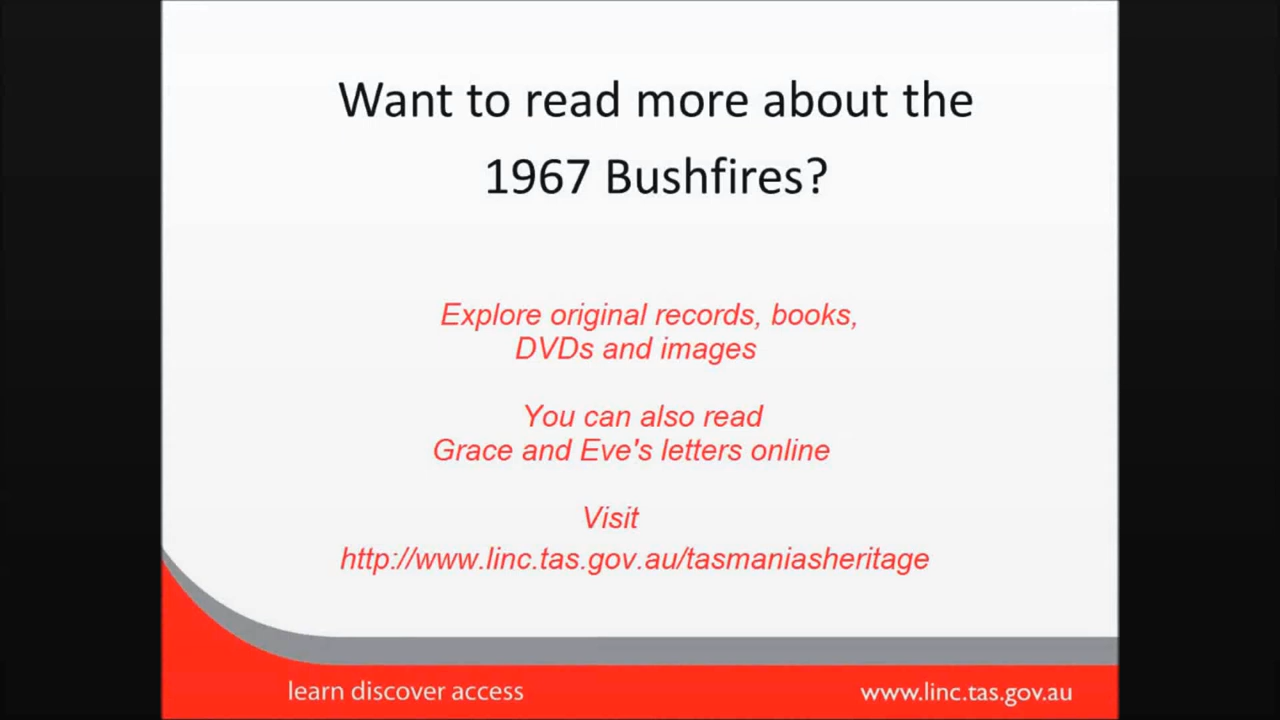 Want to read more about the
1967 Bushfires?
Explore original records, books,
DVDs and images
You can also read
Grace and Eve's letters online
Visit
http://www.linc.tas.gov.au/tasmaniasheritage
learn discover access
www.linc.tas.gov.au